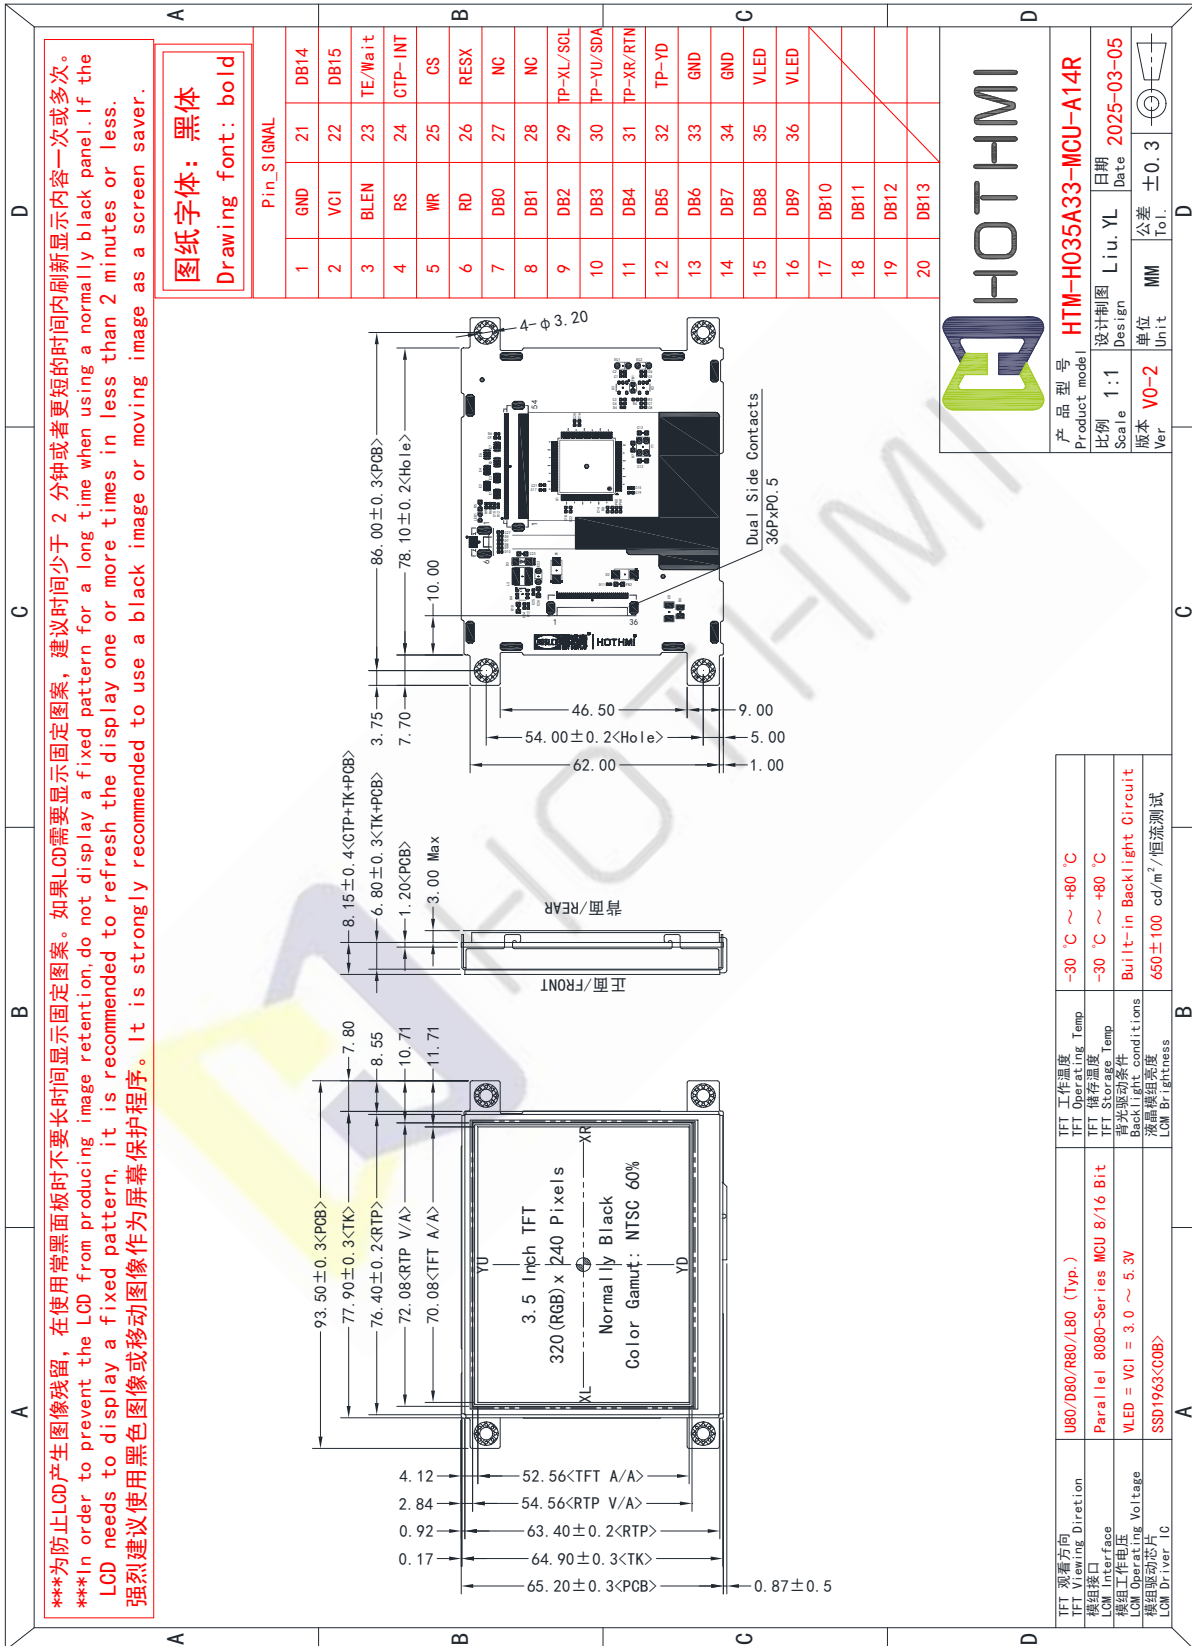 ***为防止LCD产生图像残留，在使用常黑面板时不要长时间显示固定图案。如果LCD需要显示固定图案，建议时间少于 2 分钟或者更短的时间内刷新显示内容一次或多次。
***In order to prevent the LCD from producing image retention,do not display a fixed pattern for a long time when using a normally black panel.If the
LCD needs to display a fixed pattern, it is recommended to refresh the display one or more times in less than 2 minutes or less.
强烈建议使用黑色图像或移动图像作为屏幕保护程序。It is strongly recommended to use a black image or moving image as a screen saver.
图纸字体：黑体
Drawing font: bold
Pin_SIGNAL
1 GND 21 DB14
2 VCI 22 DB15
3 BLEN 23 TE/Wait
4 RS 24 CTP-INT
5 WR 25 CS
6 RD 26 RESX
7 DB0 27 NC
8 DB1 28 NC
9 DB2 29 TP-XL/SCL
10 DB3 30 TP-YU/SDA
11 DB4 31 TP-XR/RTN
12 DB5 32 TP-YD
13 DB6 33 GND
14 DB7 34 GND
15 DB8 35 VLED
16 DB9 36 VLED
17 DB10
18 DB11
19 DB12
20 DB13
93.50±0.3<PCB>
7.80
77.90±0.3<TK>
8.55
76.40±0.2<RTP>
10.71
72.08<RTP V/A>
11.71
70.08<TFT A/A>
YU
XR
XL
YD
3.5 Inch TFT
320(RGB)x 240 Pixels
Normally Black
Color Gamut: NTSC 60%
4.12
52.56<TFT A/A>
2.84
54.56<RTP V/A>
0.92
63.40±0.2<RTP>
0.17
64.90±0.3<TK>
65.20±0.3<PCB>
0.87±0.5
8.15±0.4<CTP+TK+PCB>
6.80±0.3<TK+PCB>
1.20<PCB>
3.00 Max
背面/REAR
正面/FRONT
3.75
86.00±0.3<PCB>
7.70
78.10±0.2<Hole>
10.00
4-φ3.20
54
1
6
1
36
HOTHMI
Dual Side Contacts
36PxP0.5
46.50
9.00
54.00±0.2<Hole>
5.00
62.00
1.00
HOTHMI
TFT 观看方向
TFT Viewing Diretion
U80/D80/R80/L80 (Typ.)
模组接口
LCM Interface
Parallel 8080-Series MCU 8/16 Bit
模组工作电压
LCM Operating Voltage
VLED = VCI = 3.0 ～ 5.3V
模组驱动芯片
LCM Driver IC
SSD1963<COB>
TFT 工作温度
TFT Operating Temp
-30 ℃ ～ +80 ℃
TFT 储存温度
TFT Storage Temp
-30 ℃ ～ +80 ℃
背光驱动条件
Backlight conditions
Built-in Backlight Circuit
液晶模组亮度
LCM Brightness
650±100 cd/m²/恒流测试
HOTHMI
产 品 型 号
Product model
HTM-H035A33-MCU-A14R
比例
Scale
1:1
设计制图
Design
Liu. YL
日期
Date
2025-03-05
版本
Ver
V0-2
单位
Unit
MM
公差
Tol.
±0.3
A
B
C
D
A
B
C
D
A
B
C
D
A
B
C
D